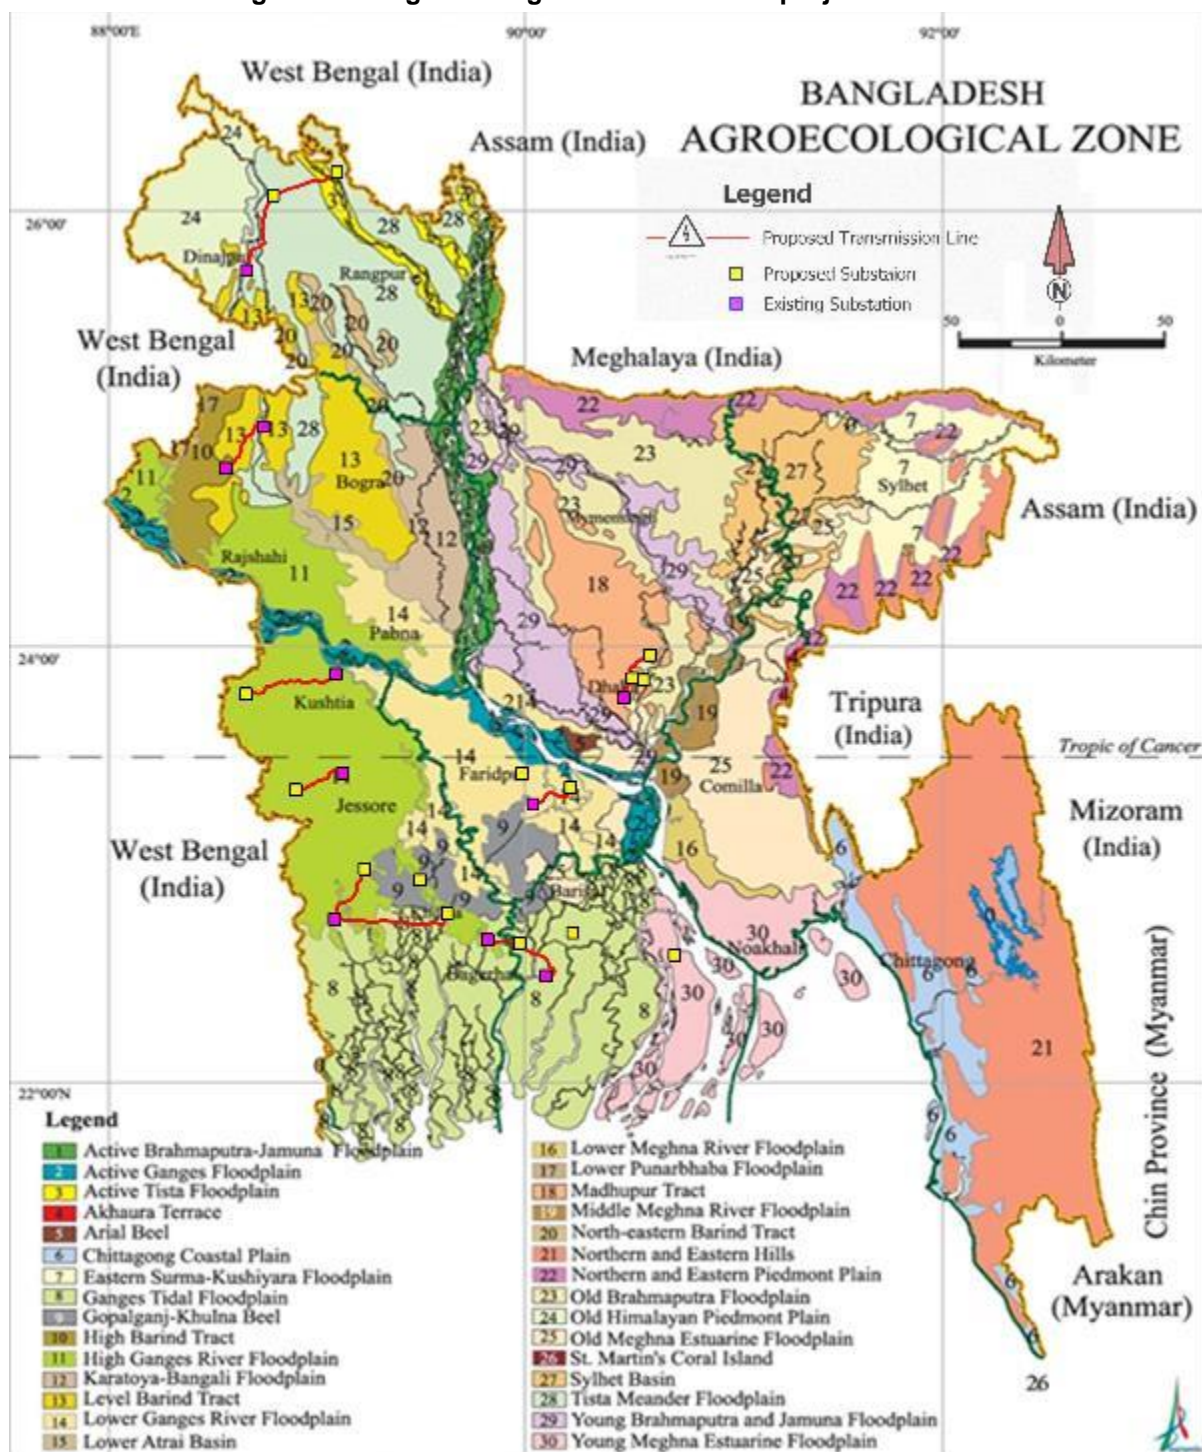 88°00'E
90°00'
92°00'
West Bengal (India)
BANGLADESH
AGROECOLOGICAL ZONE
Assam (India)
Legend
Proposed Transmission Line
Proposed Substaion
Existing Substation
N
50 0 50
Kilometer
26°00'
Rangpur
West Bengal
(India)
Meghalaya (India)
Bogra
Sylhet
Assam (India)
Rajshahi
Pabna
24°00'
Kushtia
Tripura
(India)
Tropic of Cancer
Comilla
Jessore
Mizoram
(India)
West Bengal
(India)
Noakhali
Chittagong
Chin Province (Myanmar)
22°00'N
Arakan
(Myanmar)
26
Legend
1 Active Brahmaputra-Jamuna Floodplain
2 Active Ganges Floodplain
3 Active Tista Floodplain
4 Akhaura Terrace
5 Arial Beel
6 Chittagong Coastal Plain
7 Eastern Surma-Kushiyara Floodplain
8 Ganges Tidal Floodplain
9 Gopalganj-Khulna Beel
10 High Barind Tract
11 High Ganges River Floodplain
12 Karatoya-Bangali Floodplain
13 Level Barind Tract
14 Lower Ganges River Floodplain
15 Lower Atrai Basin
16 Lower Meghna River Floodplain
17 Lower Punarbhaba Floodplain
18 Madhupur Tract
19 Middle Meghna River Floodplain
20 North-eastern Barind Tract
21 Northern and Eastern Hills
22 Northern and Eastern Piedmont Plain
23 Old Brahmaputra Floodplain
24 Old Himalayan Piedmont Plain
25 Old Meghna Estuarine Floodplain
26 St. Martin's Coral Island
27 Sylhet Basin
28 Tista Meander Floodplain
29 Young Brahmaputra and Jamuna Floodplain
30 Young Meghna Estuarine Floodplain